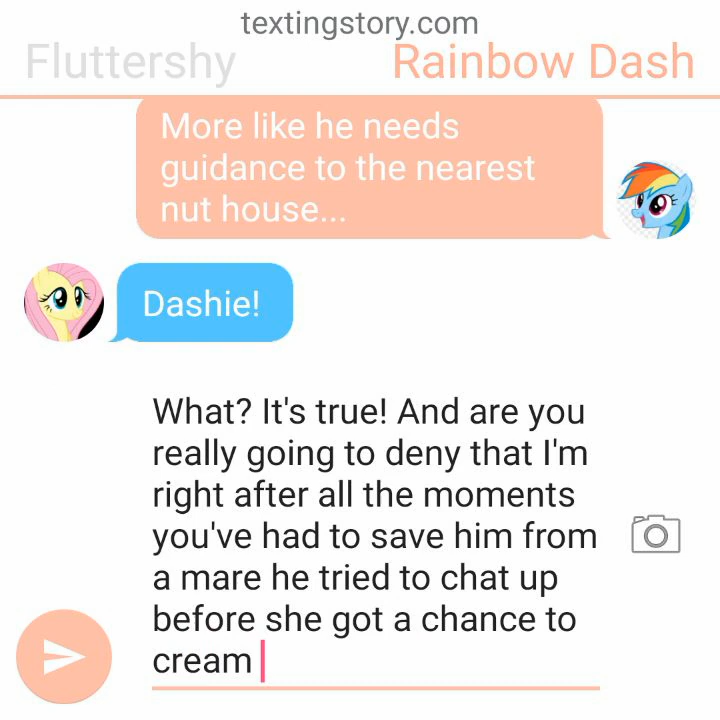 textingstory.com
Fluttershy
Rainbow Dash
More like he needs
guidance to the nearest
nut house...
Dashie!
What? It's true! And are you
really going to deny that I'm
right after all the moments
you've had to save him from
a mare he tried to chat up
before she got a chance to
cream